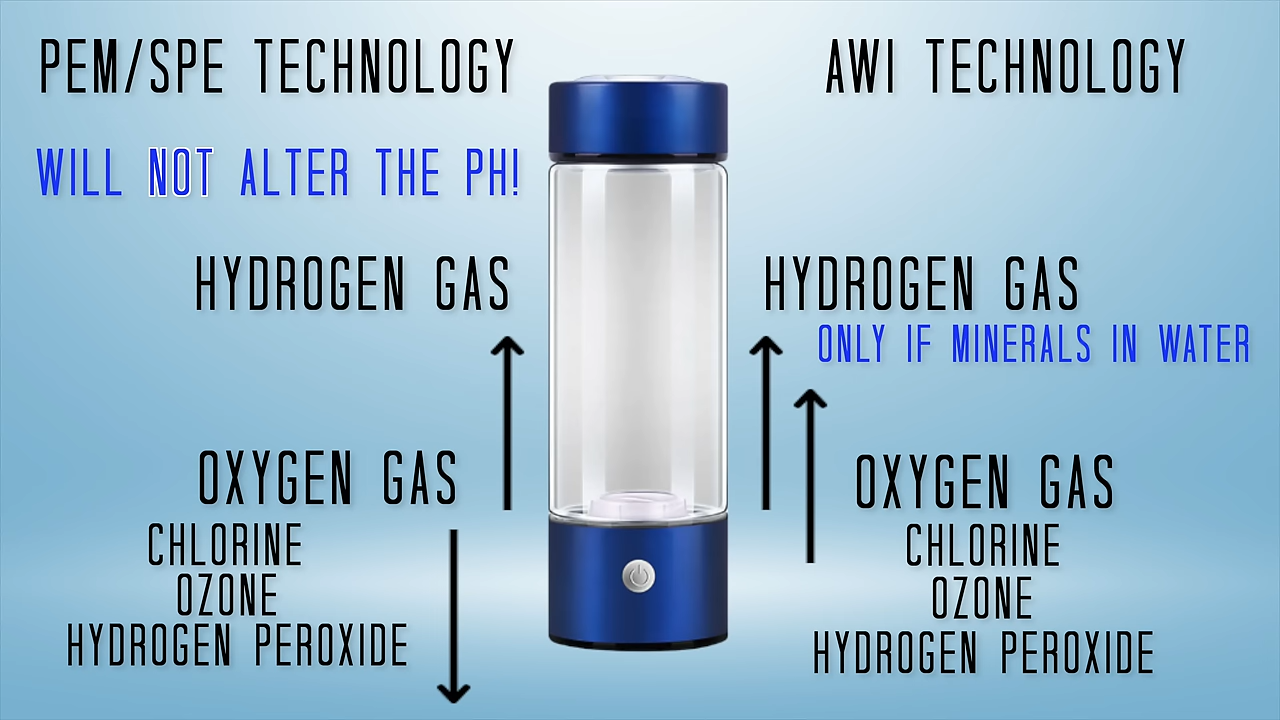 PEM/SPE TECHNOLOGY
WILL NOT ALTER THE PH!
HYDROGEN GAS
OXYGEN GAS
CHLORINE
OZONE
HYDROGEN PEROXIDE
AWI TECHNOLOGY
HYDROGEN GAS
ONLY IF MINERALS IN WATER
OXYGEN GAS
CHLORINE
OZONE
HYDROGEN PEROXIDE